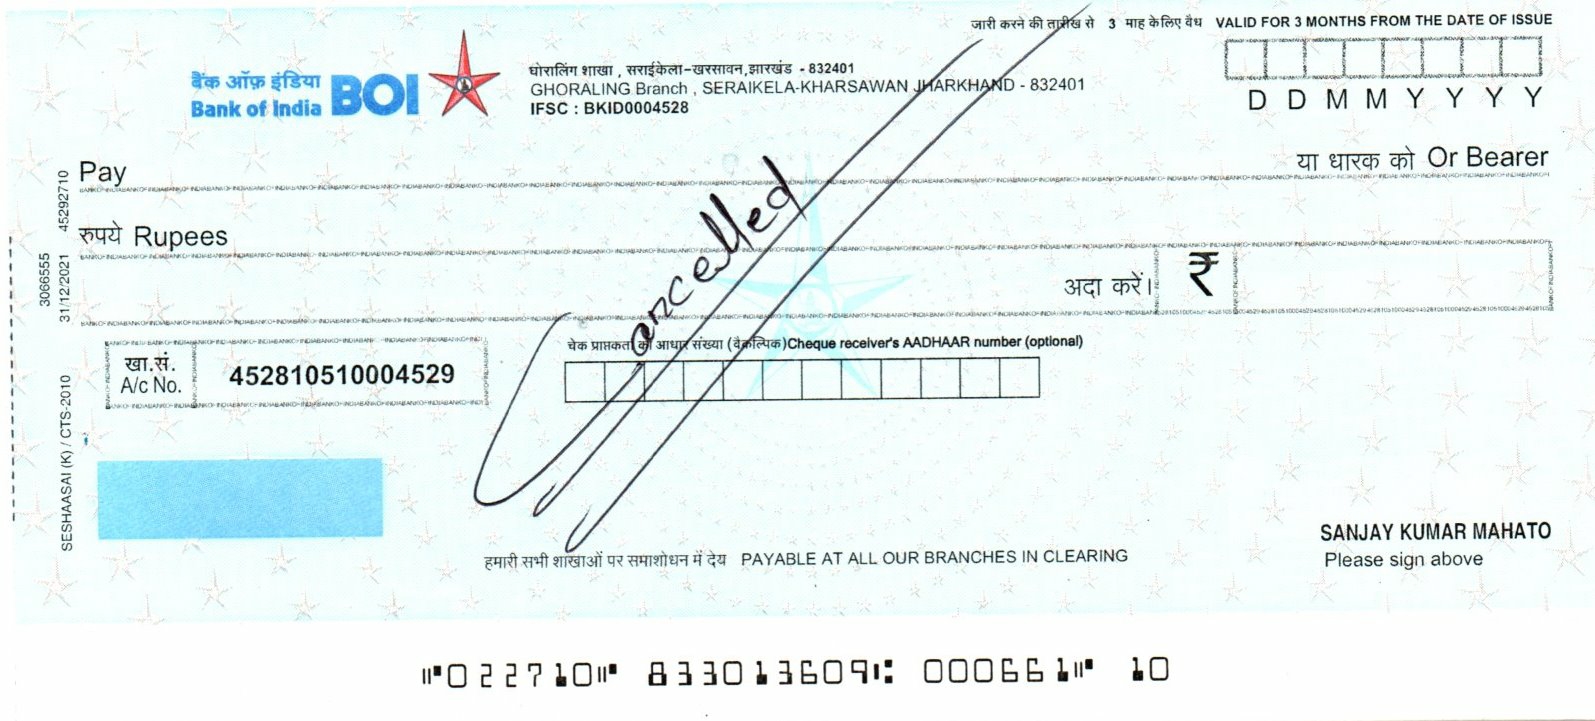 जारी करने की तारीख से 3 माह के लिए वैध VALID FOR 3 MONTHS FROM THE DATE OF ISSUE
बैंक ऑफ़ इंडिया
Bank of India
BOI
घोरालिंग शाखा , सराईकेला-खरसावन,झारखंड - 832401
GHORALING Branch , SERAIKELA-KHARSAWAN JHARKHAND - 832401
IFSC : BKID0004528
D D M M Y Y Y Y
Pay
या धारक को Or Bearer
रुपये Rupees
अदा करें। ₹
Cancelled
खा.सं.
A/c No.
452810510004529
चेक प्राप्तकर्ता का आधार संख्या (वैकल्पिक)Cheque receiver's AADHAAR number (optional)
45292710
3066555
31/12/2021
SESHAASAI (K) / CTS-2010
SANJAY KUMAR MAHATO
Please sign above
हमारी सभी शाखाओं पर समाशोधन में देय PAYABLE AT ALL OUR BRANCHES IN CLEARING
⑈022710⑈ 833013609⑆ 000661⑈ 10